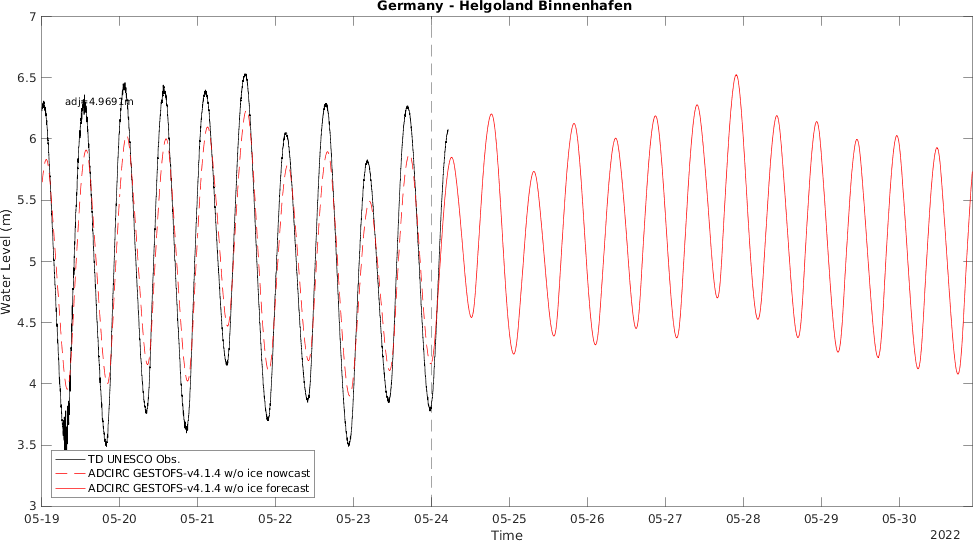 Germany - Helgoland Binnenhafen
7
6.5
6
5.5
5
4.5
4
3.5
3
Water Level (m)
adj=4.9691m
TD UNESCO Obs.
ADCIRC GESTOFS-v4.1.4 w/o ice nowcast
ADCIRC GESTOFS-v4.1.4 w/o ice forecast
05-19 05-20 05-21 05-22 05-23 05-24 05-25 05-26 05-27 05-28 05-29 05-30
Time
2022